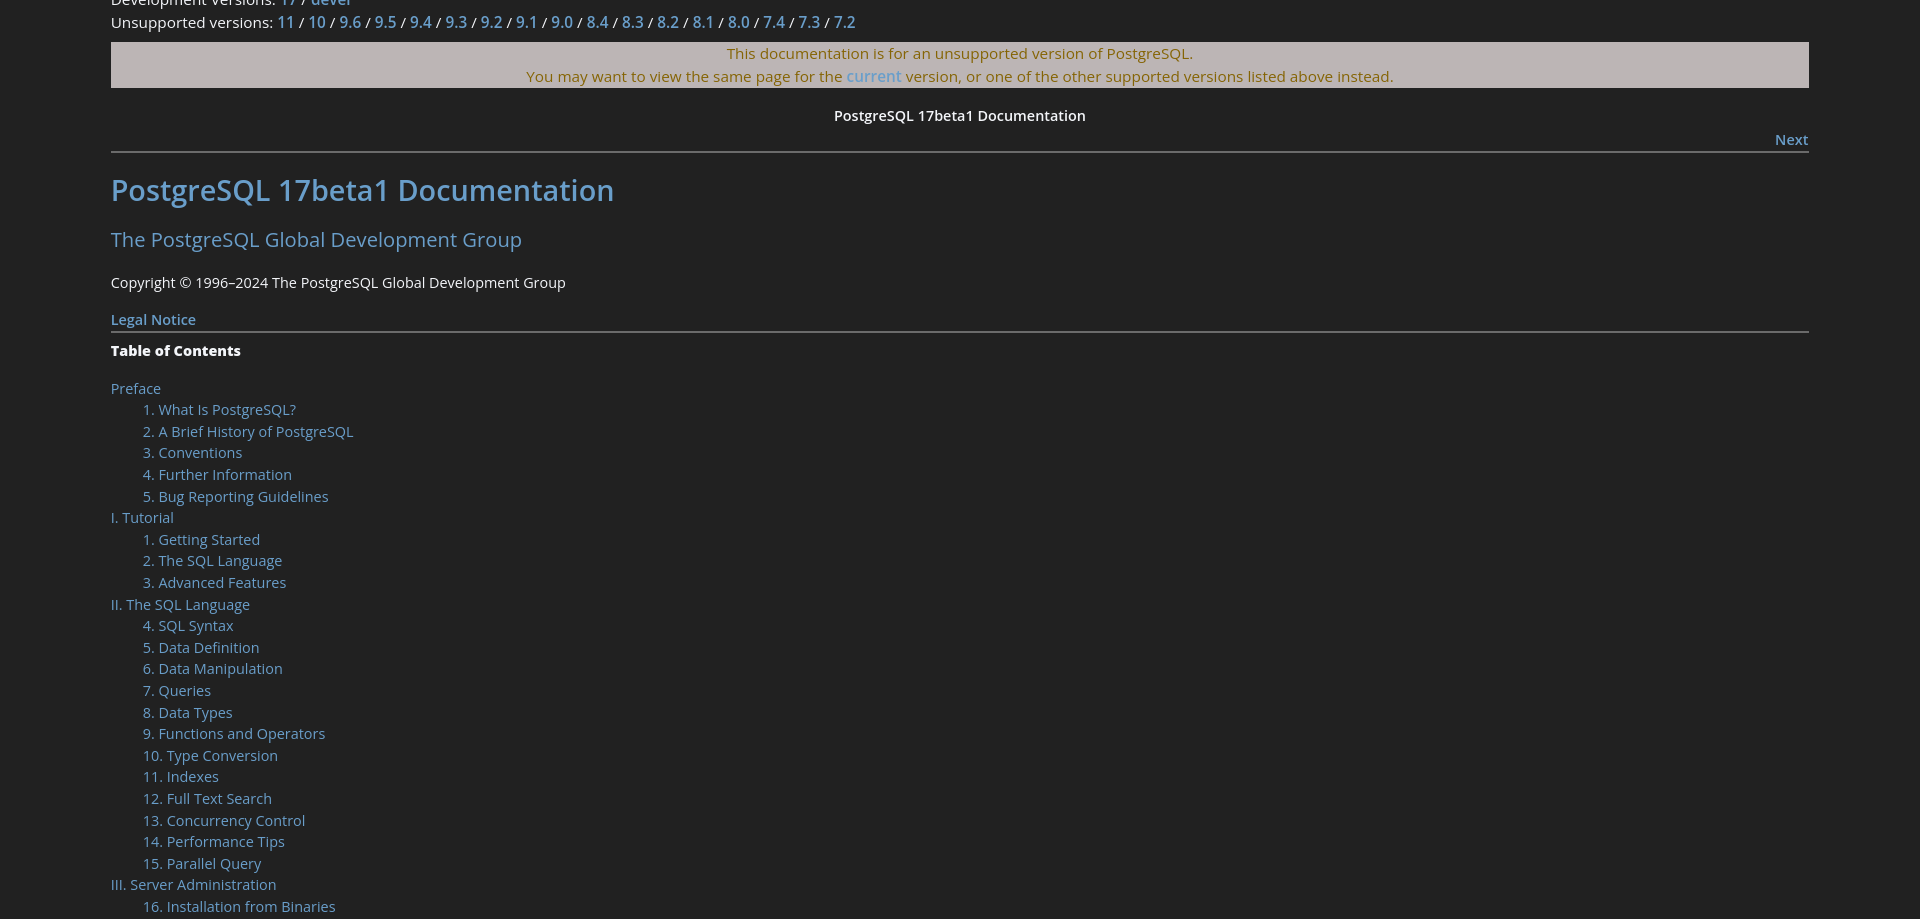 Development Versions: 17 / devel
Unsupported versions: 11 / 10 / 9.6 / 9.5 / 9.4 / 9.3 / 9.2 / 9.1 / 9.0 / 8.4 / 8.3 / 8.2 / 8.1 / 8.0 / 7.4 / 7.3 / 7.2
This documentation is for an unsupported version of PostgreSQL.
You may want to view the same page for the current version, or one of the other supported versions listed above instead.
PostgreSQL 17beta1 Documentation
Next
PostgreSQL 17beta1 Documentation
The PostgreSQL Global Development Group
Copyright © 1996–2024 The PostgreSQL Global Development Group
Legal Notice
Table of Contents
Preface
1. What Is PostgreSQL?
2. A Brief History of PostgreSQL
3. Conventions
4. Further Information
5. Bug Reporting Guidelines
I. Tutorial
1. Getting Started
2. The SQL Language
3. Advanced Features
II. The SQL Language
4. SQL Syntax
5. Data Definition
6. Data Manipulation
7. Queries
8. Data Types
9. Functions and Operators
10. Type Conversion
11. Indexes
12. Full Text Search
13. Concurrency Control
14. Performance Tips
15. Parallel Query
III. Server Administration
16. Installation from Binaries